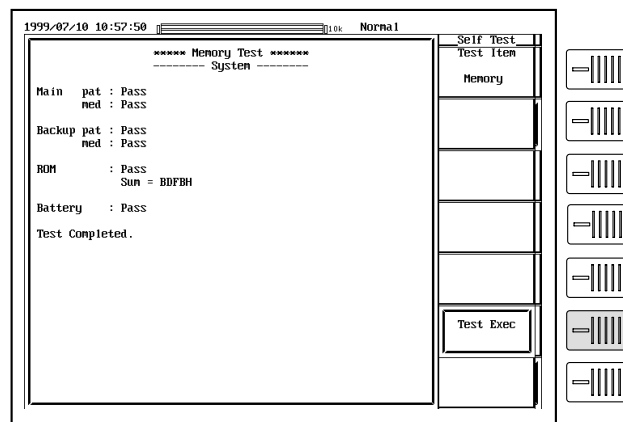 1999/07/10 10:57:50 10k Normal
***** Memory Test ******
-------- System --------
Main pat : Pass
med : Pass
Backup pat : Pass
med : Pass
ROM : Pass
Sum = BDFBH
Battery : Pass
Test Completed.
Self Test
Test Item
Memory
Test Exec